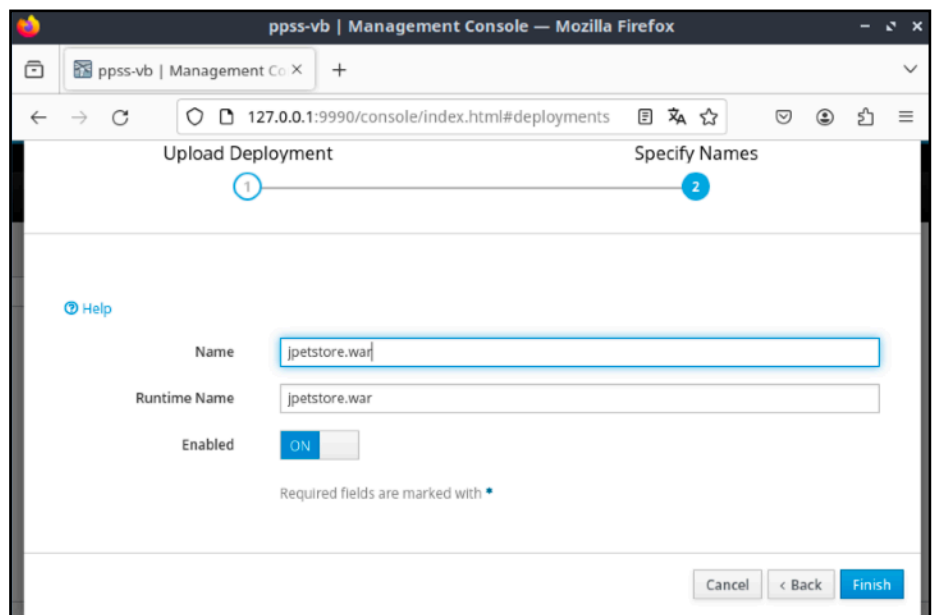 ppss-vb | Management Console — Mozilla Firefox
ppss-vb | Management Co
127.0.0.1:9990/console/index.html#deployments
Upload Deployment Specify Names
1 2
Help
Name jpetstore.war
Runtime Name jpetstore.war
Enabled ON
Required fields are marked with *
Cancel < Back Finish